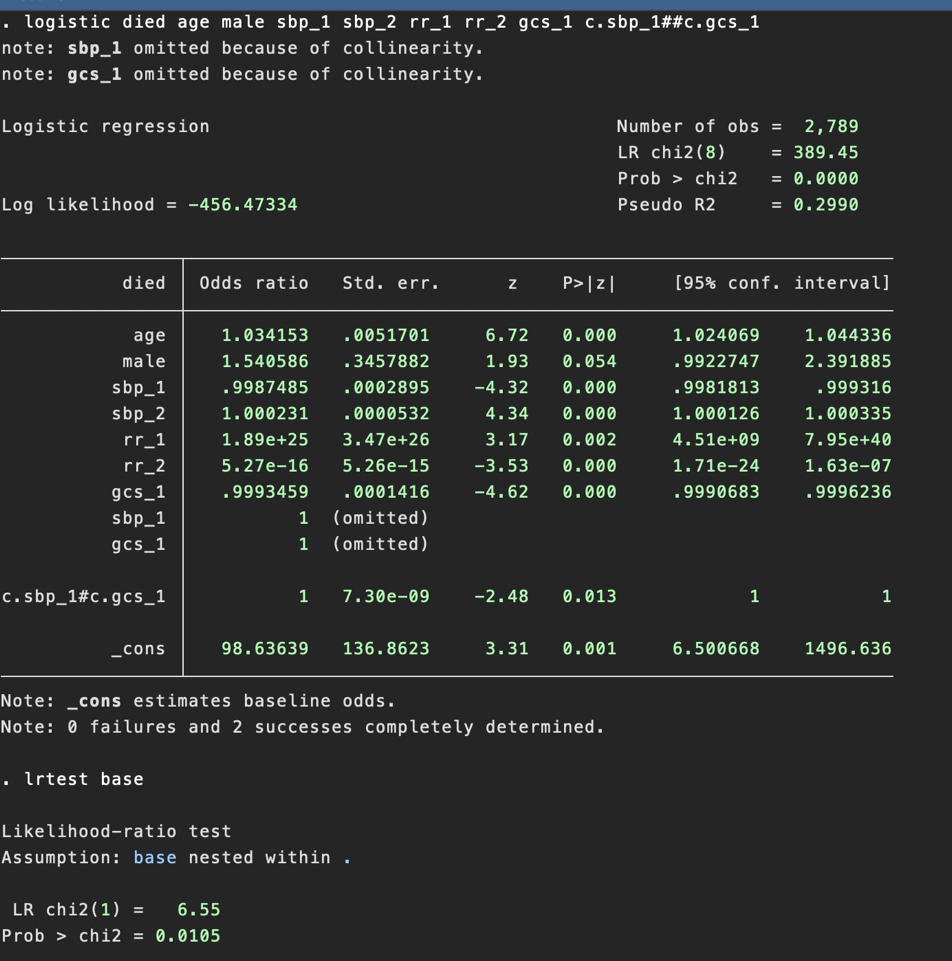 . logistic died age male sbp_1 sbp_2 rr_1 rr_2 gcs_1 c.sbp_1##c.gcs_1
note: sbp_1 omitted because of collinearity.
note: gcs_1 omitted because of collinearity.
Logistic regression Number of obs = 2,789
LR chi2(8) = 389.45
Prob > chi2 = 0.0000
Log likelihood = -456.47334 Pseudo R2 = 0.2990
died Odds ratio Std. err. z P>|z| [95% conf. interval]
age 1.034153 .0051701 6.72 0.000 1.024069 1.044336
male 1.540586 .3457882 1.93 0.054 .9922747 2.391885
sbp_1 .9987485 .0002895 -4.32 0.000 .9981813 .999316
sbp_2 1.000231 .0000532 4.34 0.000 1.000126 1.000335
rr_1 1.89e+25 3.47e+26 3.17 0.002 4.51e+09 7.95e+40
rr_2 5.27e-16 5.26e-15 -3.53 0.000 1.71e-24 1.63e-07
gcs_1 .9993459 .0001416 -4.62 0.000 .9990683 .9996236
sbp_1 1 (omitted)
gcs_1 1 (omitted)
c.sbp_1#c.gcs_1 1 7.30e-09 -2.48 0.013 1 1
_cons 98.63639 136.8623 3.31 0.001 6.500668 1496.636
Note: _cons estimates baseline odds.
Note: 0 failures and 2 successes completely determined.
. lrtest base
Likelihood-ratio test
Assumption: base nested within .
LR chi2(1) = 6.55
Prob > chi2 = 0.0105